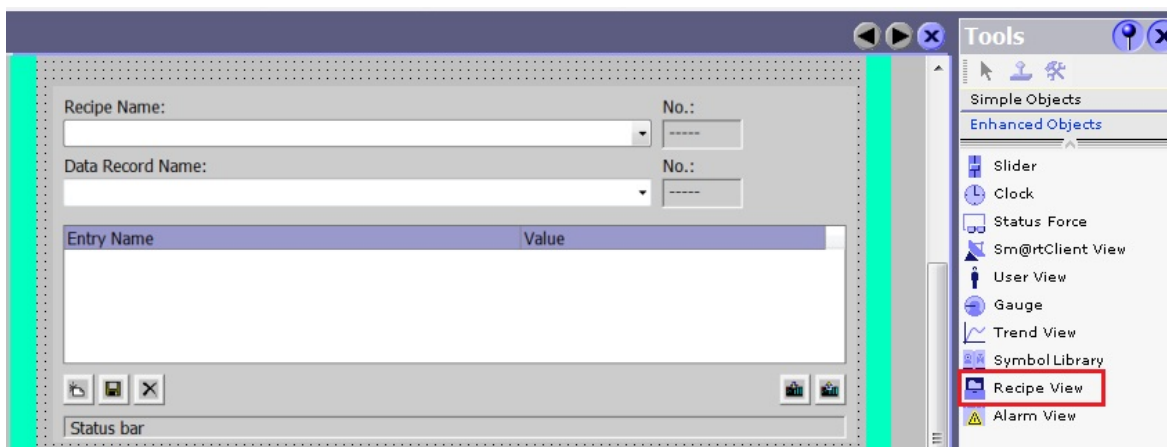 Tools
Simple Objects
Enhanced Objects
Recipe Name:
No.:
-----
Data Record Name:
No.:
-----
Entry Name
Value
Status bar
Slider
Clock
Status Force
Sm@rtClient View
User View
Gauge
Trend View
Symbol Library
Recipe View
Alarm View